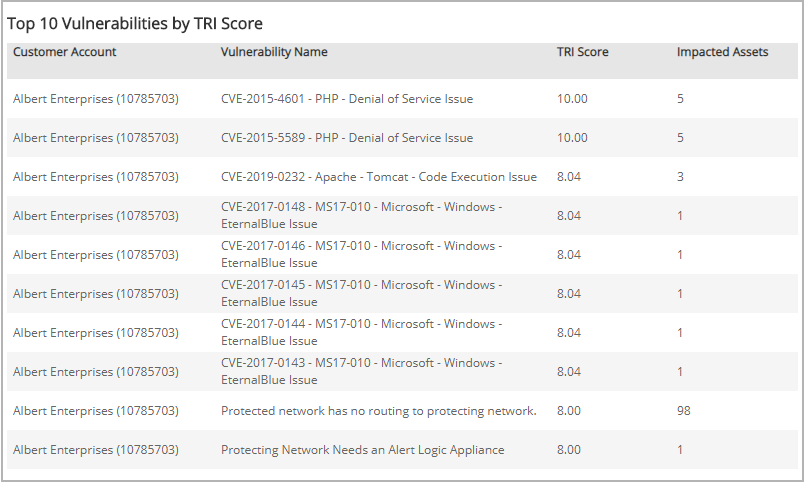 Top 10 Vulnerabilities by TRI Score
Customer Account Vulnerability Name TRI Score Impacted Assets
Albert Enterprises (10785703) CVE-2015-4601 - PHP - Denial of Service Issue 10.00 5
Albert Enterprises (10785703) CVE-2015-5589 - PHP - Denial of Service Issue 10.00 5
Albert Enterprises (10785703) CVE-2019-0232 - Apache - Tomcat - Code Execution Issue 8.04 3
Albert Enterprises (10785703) CVE-2017-0148 - MS17-010 - Microsoft - Windows - 8.04 1
EternalBlue Issue
Albert Enterprises (10785703) CVE-2017-0146 - MS17-010 - Microsoft - Windows - 8.04 1
EternalBlue Issue
Albert Enterprises (10785703) CVE-2017-0145 - MS17-010 - Microsoft - Windows - 8.04 1
EternalBlue Issue
Albert Enterprises (10785703) CVE-2017-0144 - MS17-010 - Microsoft - Windows - 8.04 1
EternalBlue Issue
Albert Enterprises (10785703) CVE-2017-0143 - MS17-010 - Microsoft - Windows - 8.04 1
EternalBlue Issue
Albert Enterprises (10785703) Protected network has no routing to protecting network. 8.00 98
Albert Enterprises (10785703) Protecting Network Needs an Alert Logic Appliance 8.00 1